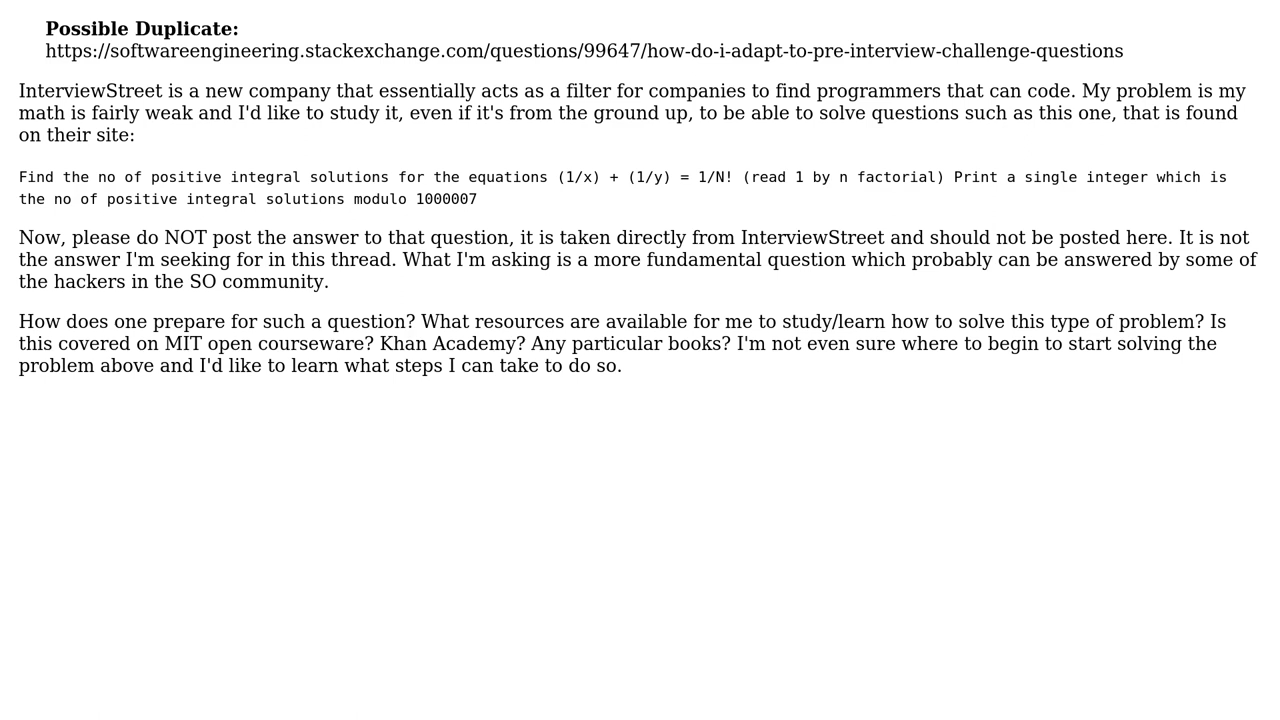 Possible Duplicate:
https://softwareengineering.stackexchange.com/questions/99647/how-do-i-adapt-to-pre-interview-challenge-questions
InterviewStreet is a new company that essentially acts as a filter for companies to find programmers that can code. My problem is my
math is fairly weak and I'd like to study it, even if it's from the ground up, to be able to solve questions such as this one, that is found
on their site:
Find the no of positive integral solutions for the equations (1/x) + (1/y) = 1/N! (read 1 by n factorial) Print a single integer which is
the no of positive integral solutions modulo 1000007
Now, please do NOT post the answer to that question, it is taken directly from InterviewStreet and should not be posted here. It is not
the answer I'm seeking for in this thread. What I'm asking is a more fundamental question which probably can be answered by some of
the hackers in the SO community.
How does one prepare for such a question? What resources are available for me to study/learn how to solve this type of problem? Is
this covered on MIT open courseware? Khan Academy? Any particular books? I'm not even sure where to begin to start solving the
problem above and I'd like to learn what steps I can take to do so.